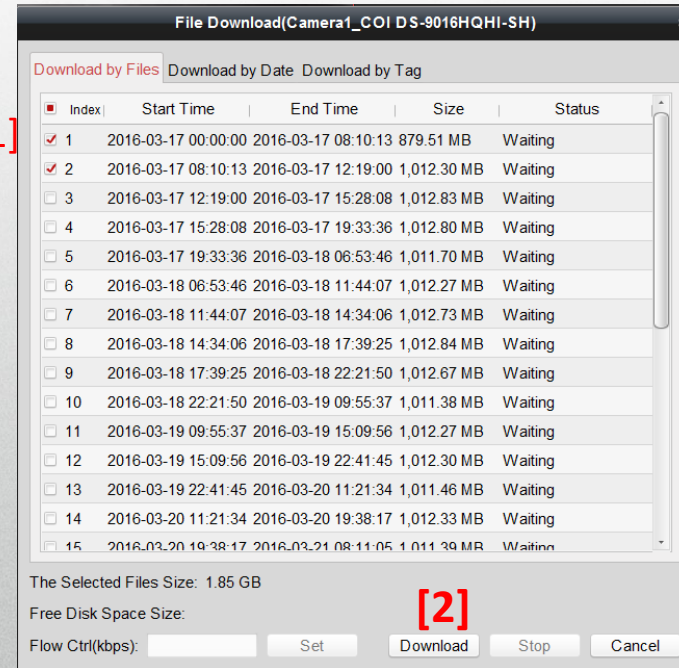 File Download(Camera1_COI DS-9016HQHI-SH)
Download by Files Download by Date Download by Tag
Index Start Time End Time Size Status
1 2016-03-17 00:00:00 2016-03-17 08:10:13 879.51 MB Waiting
2 2016-03-17 08:10:13 2016-03-17 12:19:00 1,012.30 MB Waiting
3 2016-03-17 12:19:00 2016-03-17 15:28:08 1,012.83 MB Waiting
4 2016-03-17 15:28:08 2016-03-17 19:33:36 1,012.80 MB Waiting
5 2016-03-17 19:33:36 2016-03-18 06:53:46 1,011.70 MB Waiting
6 2016-03-18 06:53:46 2016-03-18 11:44:07 1,012.27 MB Waiting
7 2016-03-18 11:44:07 2016-03-18 14:34:06 1,012.73 MB Waiting
8 2016-03-18 14:34:06 2016-03-18 17:39:25 1,012.84 MB Waiting
9 2016-03-18 17:39:25 2016-03-18 22:21:50 1,012.67 MB Waiting
10 2016-03-18 22:21:50 2016-03-19 09:55:37 1,011.38 MB Waiting
11 2016-03-19 09:55:37 2016-03-19 15:09:56 1,012.27 MB Waiting
12 2016-03-19 15:09:56 2016-03-19 22:41:45 1,012.30 MB Waiting
13 2016-03-19 22:41:45 2016-03-20 11:21:34 1,011.46 MB Waiting
14 2016-03-20 11:21:34 2016-03-20 19:38:17 1,012.33 MB Waiting
15 2016-03-20 19:38:17 2016-03-21 08:11:05 1,011.39 MB Waiting
The Selected Files Size: 1.85 GB
Free Disk Space Size:
[2]
Flow Ctrl(kbps): Set Download Stop Cancel